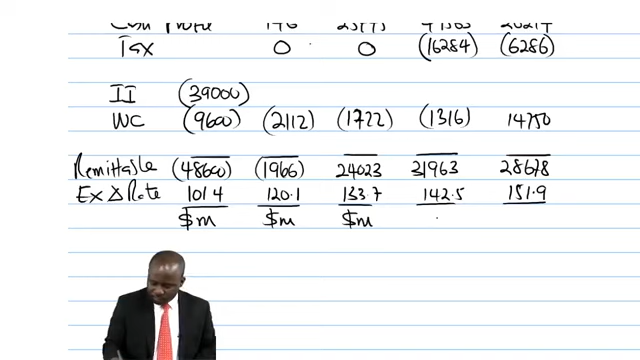 Tax 0 0 (16284) (6286)
II (39000)
WC (9600) (2112) (1722) (1316) 14750
Remittable (48600) (1966) 24023 31963 28678
Ex Δ Rate 101.4 120.1 133.7 142.5 151.9
$m $m $m